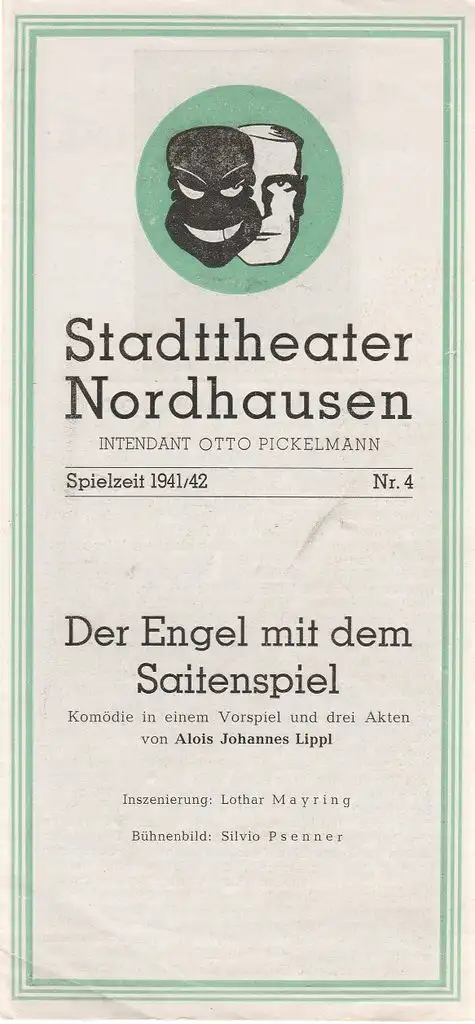 Stadttheater
Nordhausen
INTENDANT OTTO PICKELMANN
Spielzeit 1941/42 Nr. 4
Der Engel mit dem
Saitenspiel
Komödie in einem Vorspiel und drei Akten
von Alois Johannes Lippl
Inszenierung: Lothar Mayring
Bühnenbild: Silvio Psenner